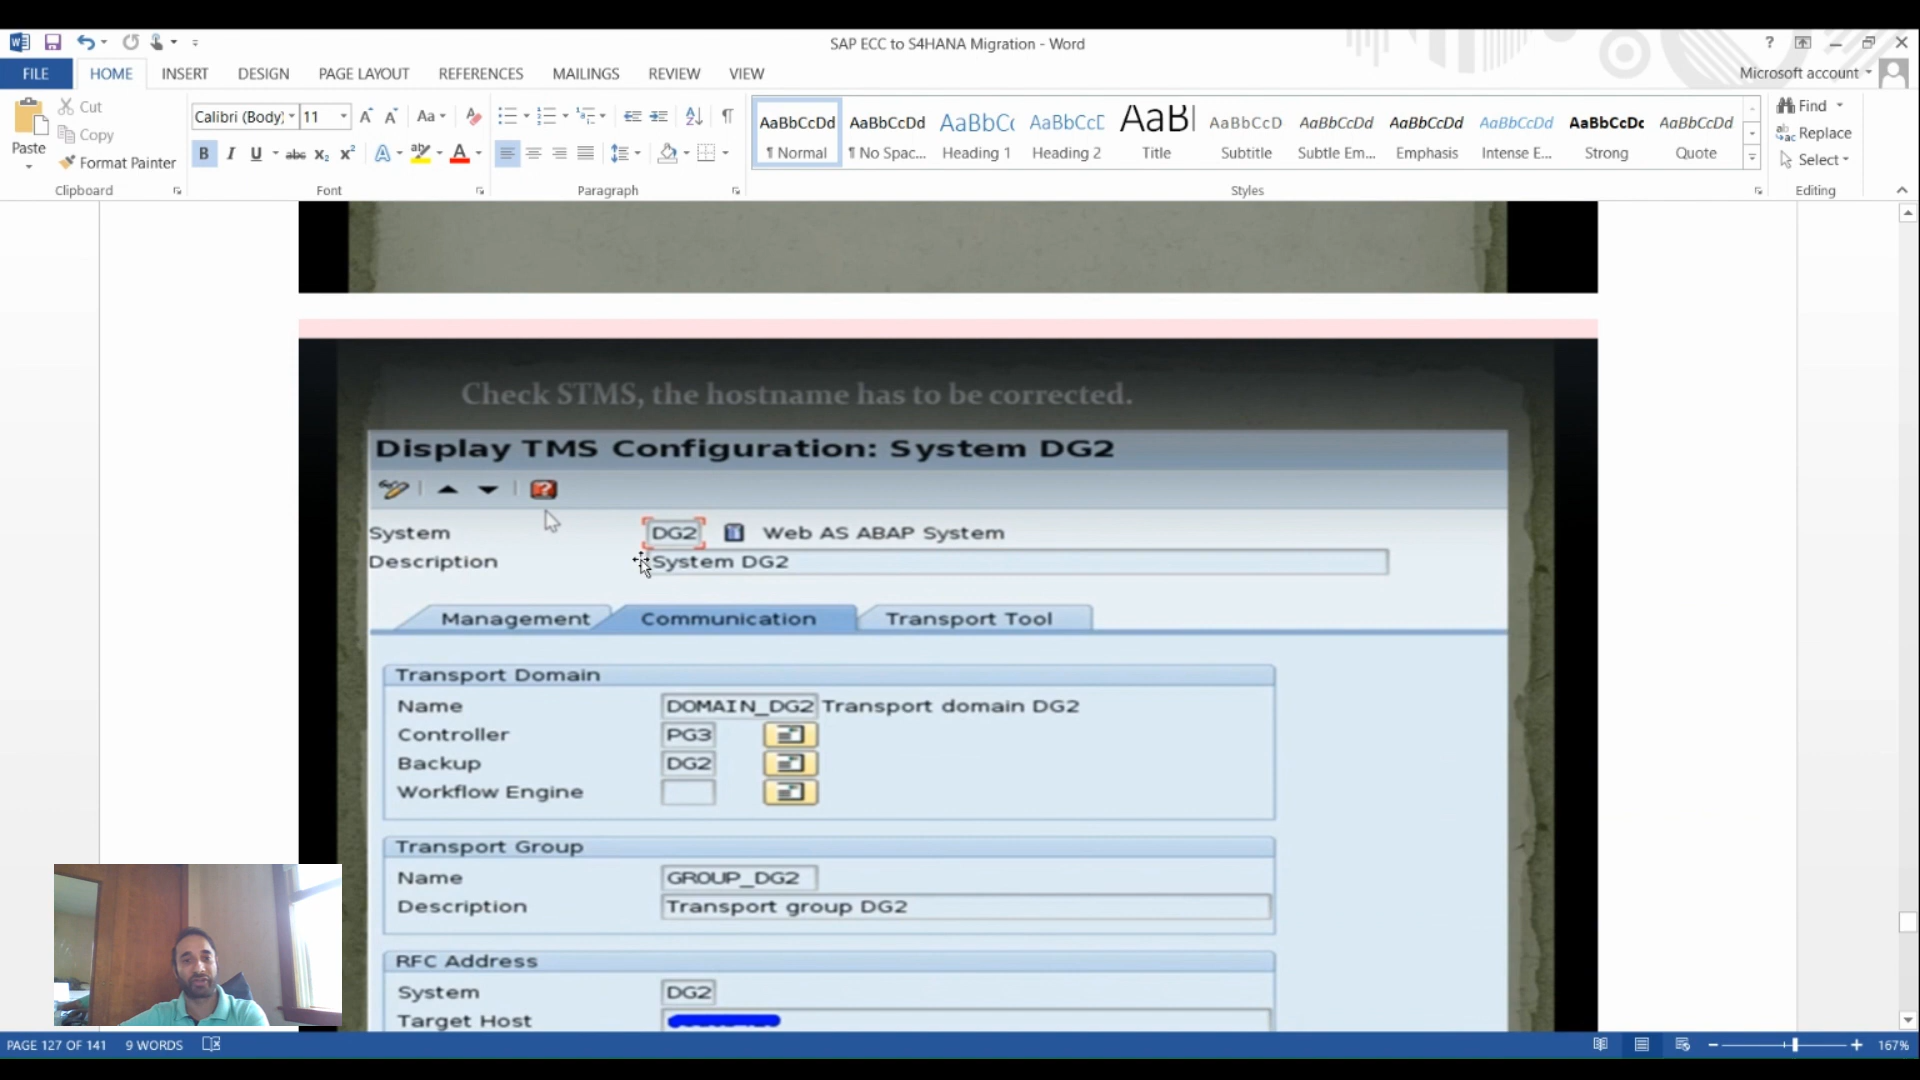 SAP ECC to S4HANA Migration - Word
FILE HOME INSERT DESIGN PAGE LAYOUT REFERENCES MAILINGS REVIEW VIEW Microsoft account
Paste
Cut
Copy
Format Painter
Clipboard
Calibri (Body) 11
Font
Paragraph
AaBbCcDd AaBbCcDd AaBbCc AaBbCcD AaB AaBbCcD AaBbCcDd AaBbCcDd AaBbCcDd AaBbCcDc AaBbCcDd
¶ Normal ¶ No Spac... Heading 1 Heading 2 Title Subtitle Subtle Em... Emphasis Intense E... Strong Quote
Styles
Find
Replace
Select
Editing
Check STMS, the hostname has to be corrected.
Display TMS Configuration: System DG2
System DG2 Web AS ABAP System
Description System DG2
Management Communication Transport Tool
Transport Domain
Name DOMAIN_DG2 Transport domain DG2
Controller PG3
Backup DG2
Workflow Engine
Transport Group
Name GROUP_DG2
Description Transport group DG2
RFC Address
System DG2
Target Host
PAGE 127 OF 141 9 WORDS 167%